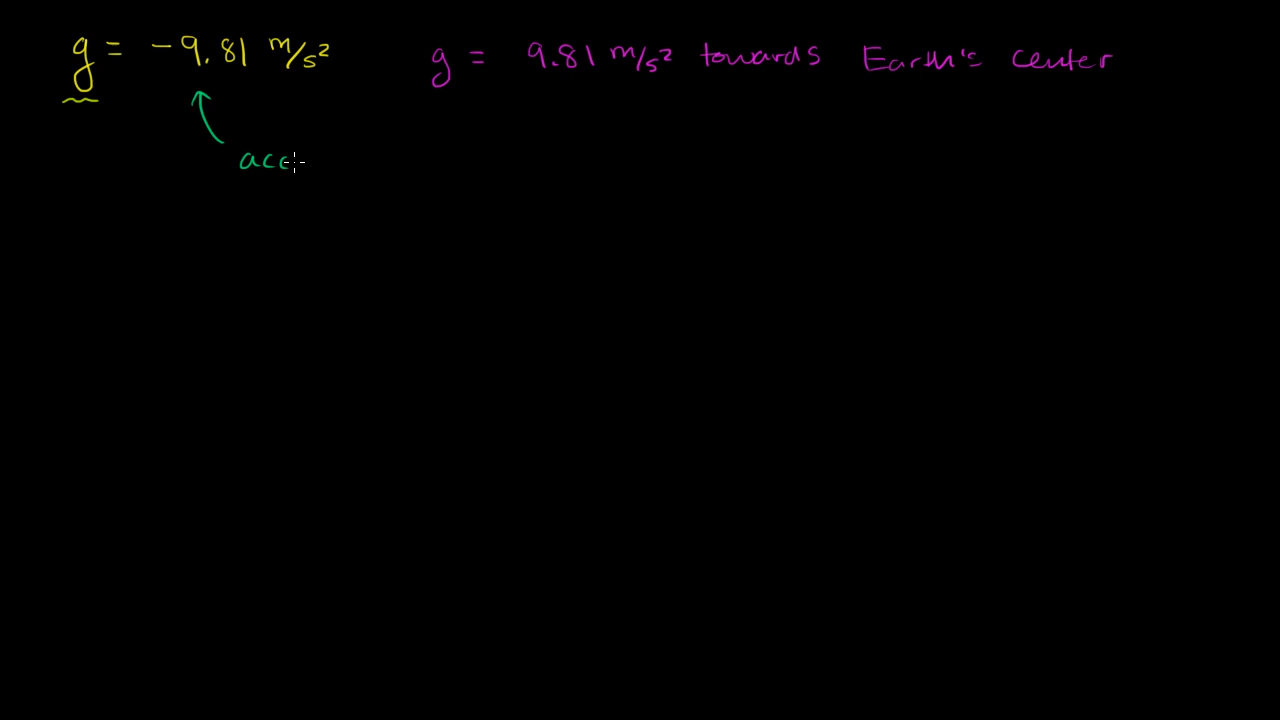 g = -9.81 m/s² g = 9.81 m/s² towards Earth's center
acc